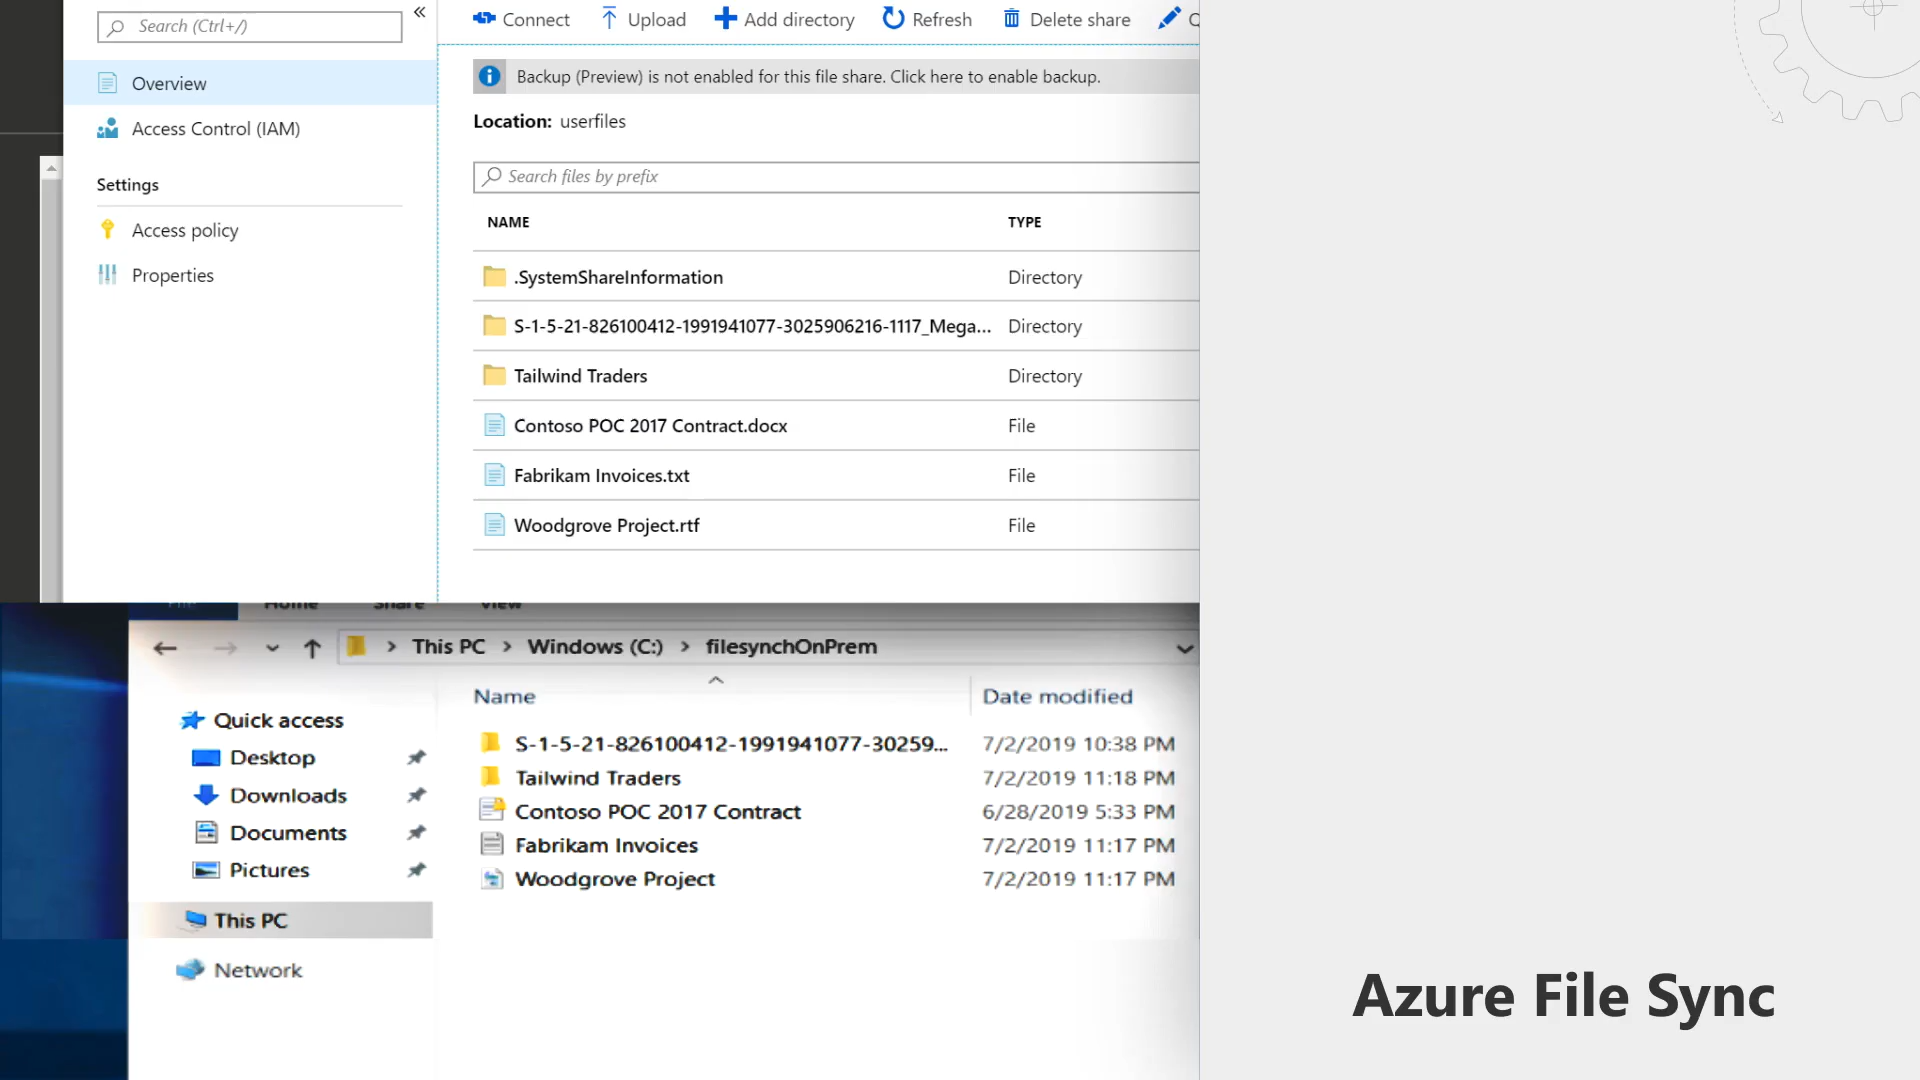 Search (Ctrl+/)
«
Overview
Access Control (IAM)
Settings
Access policy
Properties
Connect Upload Add directory Refresh Delete share
Backup (Preview) is not enabled for this file share. Click here to enable backup.
Location: userfiles
Search files by prefix
NAME TYPE
.SystemShareInformation Directory
S-1-5-21-826100412-1991941077-3025906216-1117_Mega... Directory
Tailwind Traders Directory
Contoso POC 2017 Contract.docx File
Fabrikam Invoices.txt File
Woodgrove Project.rtf File
File Home Share View
This PC > Windows (C:) > filesynchOnPrem
Quick access
Desktop
Downloads
Documents
Pictures
This PC
Network
Name Date modified
S-1-5-21-826100412-1991941077-30259... 7/2/2019 10:38 PM
Tailwind Traders 7/2/2019 11:18 PM
Contoso POC 2017 Contract 6/28/2019 5:33 PM
Fabrikam Invoices 7/2/2019 11:17 PM
Woodgrove Project 7/2/2019 11:17 PM
Azure File Sync